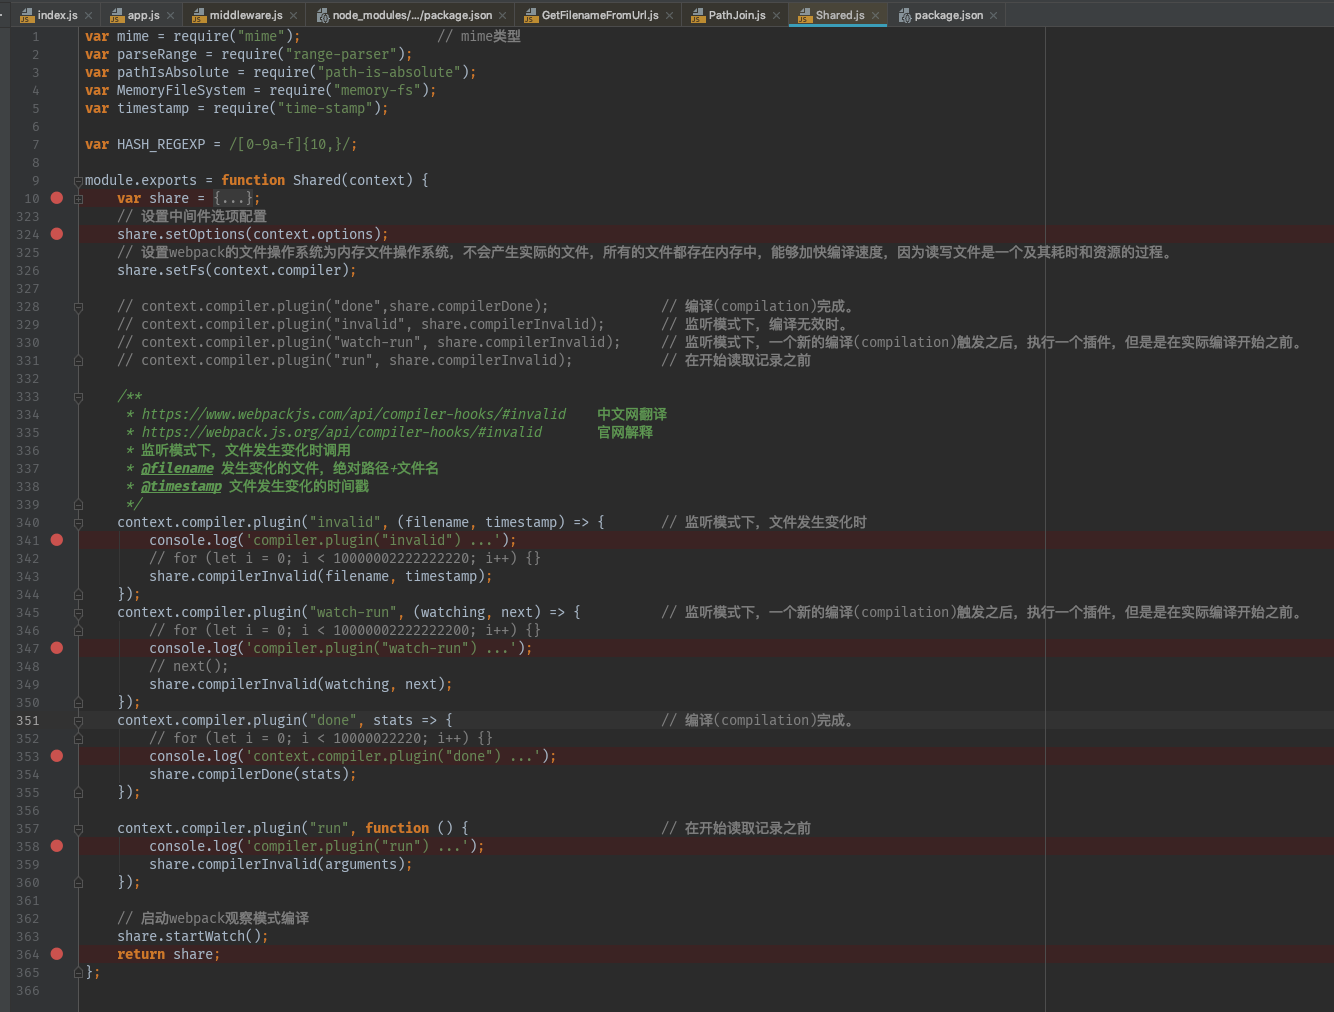 index.js app.js middleware.js node_modules/.../package.json GetFilenameFromUrl.js PathJoin.js Shared.js package.json
1 var mime = require("mime"); // mime类型
2 var parseRange = require("range-parser");
3 var pathIsAbsolute = require("path-is-absolute");
4 var MemoryFileSystem = require("memory-fs");
5 var timestamp = require("time-stamp");
6
7 var HASH_REGEXP = /[0-9a-f]{10,}/;
8
9 module.exports = function Shared(context) {
10 var share = {...};
323 // 设置中间件选项配置
324 share.setOptions(context.options);
325 // 设置webpack的文件操作系统为内存文件操作系统，不会产生实际的文件，所有的文件都存在内存中，能够加快编译速度，因为读写文件是一个及其耗时和资源的过程。
326 share.setFs(context.compiler);
327
328 // context.compiler.plugin("done",share.compilerDone); // 编译(compilation)完成。
329 // context.compiler.plugin("invalid", share.compilerInvalid); // 监听模式下，编译无效时。
330 // context.compiler.plugin("watch-run", share.compilerInvalid); // 监听模式下，一个新的编译(compilation)触发之后，执行一个插件，但是是在实际编译开始之前。
331 // context.compiler.plugin("run", share.compilerInvalid); // 在开始读取记录之前
332
333 /**
334 * https://www.webpackjs.com/api/compiler-hooks/#invalid 中文网翻译
335 * https://webpack.js.org/api/compiler-hooks/#invalid 官网解释
336 * 监听模式下，文件发生变化时调用
337 * @filename 发生变化的文件，绝对路径+文件名
338 * @timestamp 文件发生变化的时间戳
339 */
340 context.compiler.plugin("invalid", (filename, timestamp) => { // 监听模式下，文件发生变化时
341 console.log('compiler.plugin("invalid") ...');
342 // for (let i = 0; i < 10000002222222220; i++) {}
343 share.compilerInvalid(filename, timestamp);
344 });
345 context.compiler.plugin("watch-run", (watching, next) => { // 监听模式下，一个新的编译(compilation)触发之后，执行一个插件，但是是在实际编译开始之前。
346 // for (let i = 0; i < 10000002222222200; i++) {}
347 console.log('compiler.plugin("watch-run") ...');
348 // next();
349 share.compilerInvalid(watching, next);
350 });
351 context.compiler.plugin("done", stats => { // 编译(compilation)完成。
352 // for (let i = 0; i < 10000022220; i++) {}
353 console.log('context.compiler.plugin("done") ...');
354 share.compilerDone(stats);
355 });
356
357 context.compiler.plugin("run", function () { // 在开始读取记录之前
358 console.log('compiler.plugin("run") ...');
359 share.compilerInvalid(arguments);
360 });
361
362 // 启动webpack观察模式编译
363 share.startWatch();
364 return share;
365 };
366